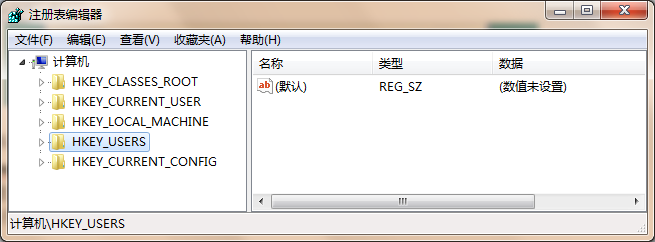 注册表编辑器
文件(F) 编辑(E) 查看(V) 收藏夹(A) 帮助(H)
计算机
HKEY_CLASSES_ROOT
HKEY_CURRENT_USER
HKEY_LOCAL_MACHINE
HKEY_USERS
HKEY_CURRENT_CONFIG
名称 类型 数据
ab (默认) REG_SZ (数值未设置)
计算机\HKEY_USERS